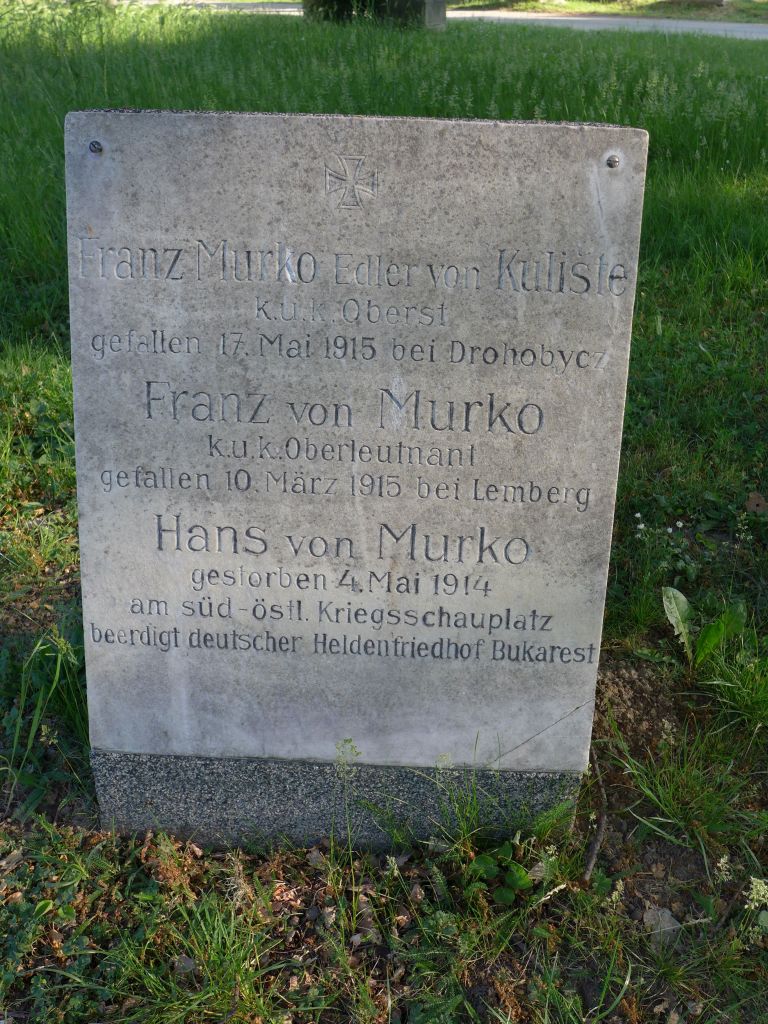 Franz Murko Edler von Kulište
k.u.k. Oberst
gefallen 17. Mai 1915 bei Drohobycz
Franz von Murko
k.u.k. Oberleutnant
gefallen 10. März 1915 bei Lemberg
Hans von Murko
gestorben 4. Mai 1914
am süd-östl. Kriegsschauplatz
beerdigt deutscher Heldenfriedhof Bukarest